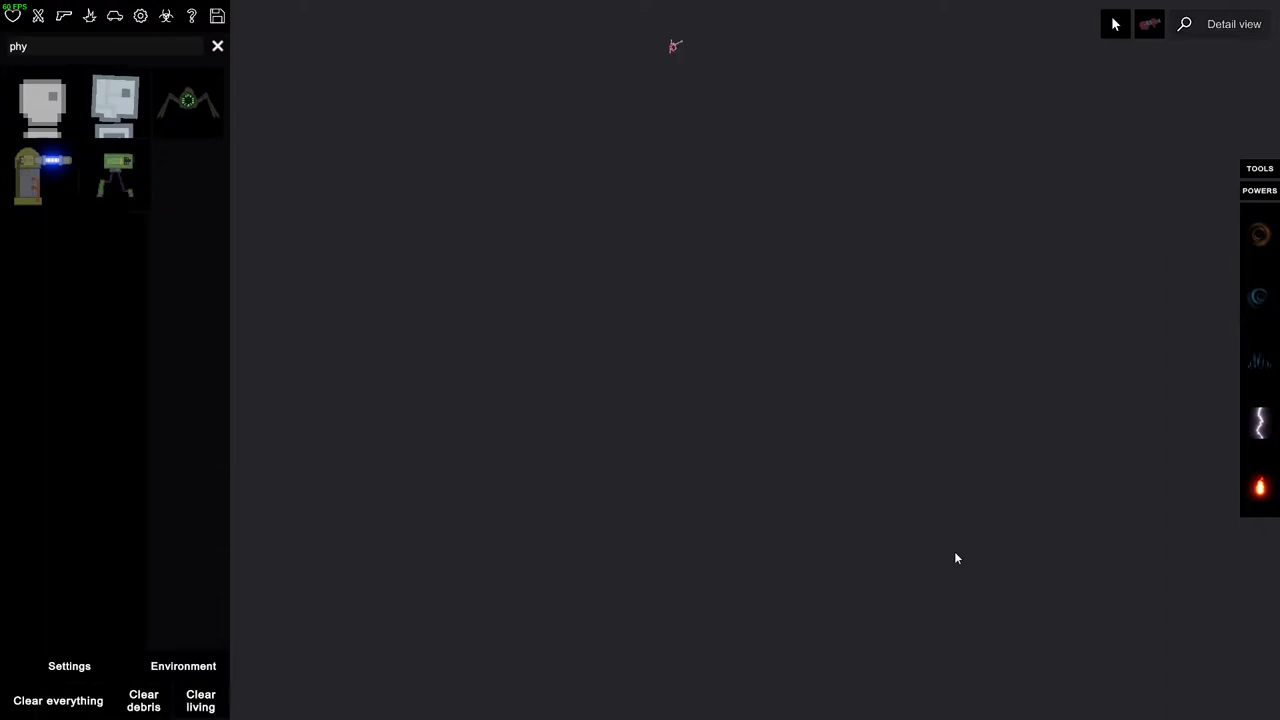 60 FPS
phy
Detail view
TOOLS
POWERS
Settings
Environment
Clear everything
Clear debris
Clear living